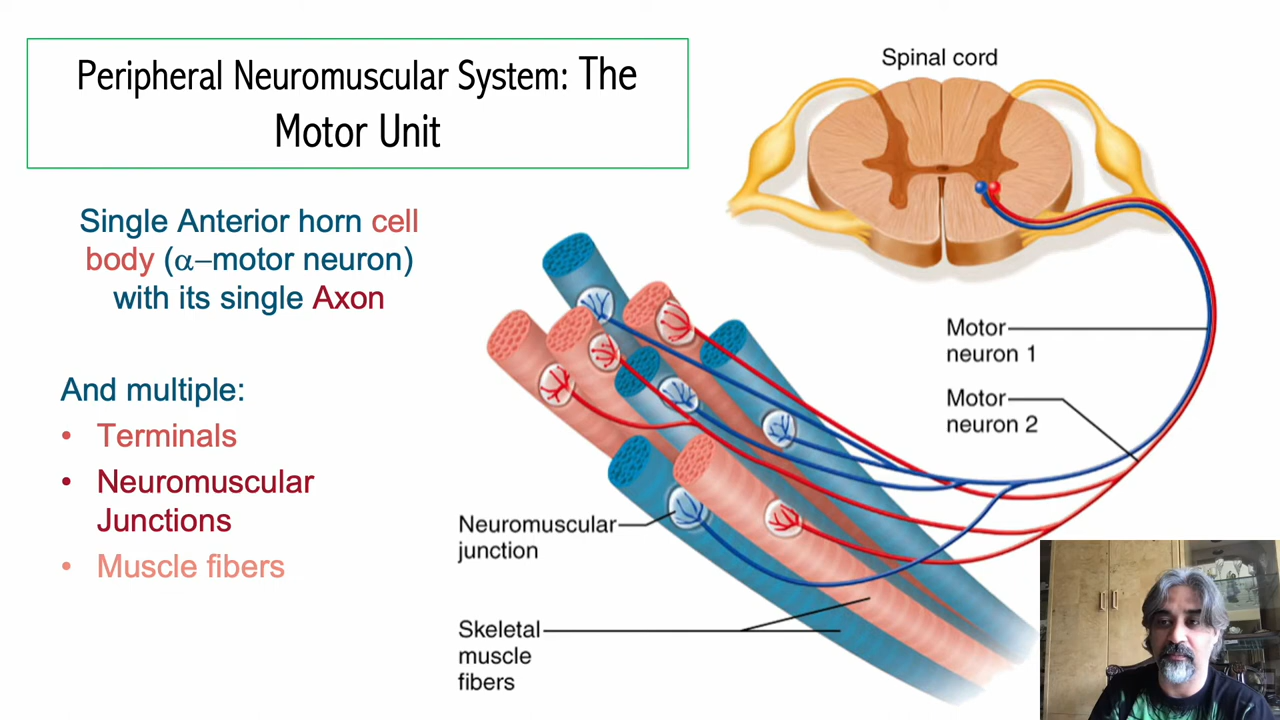 Peripheral Neuromuscular System: The
Motor Unit
Single Anterior horn cell
body (α–motor neuron)
with its single Axon
And multiple:
• Terminals
• Neuromuscular
Junctions
• Muscle fibers
Spinal cord
Motor
neuron 1
Motor
neuron 2
Neuromuscular
junction
Skeletal
muscle
fibers